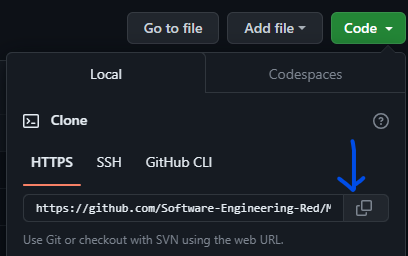 Go to file Add file Code
Local Codespaces
Clone
HTTPS SSH GitHub CLI
https://github.com/Software-Engineering-Red/M
Use Git or checkout with SVN using the web URL.